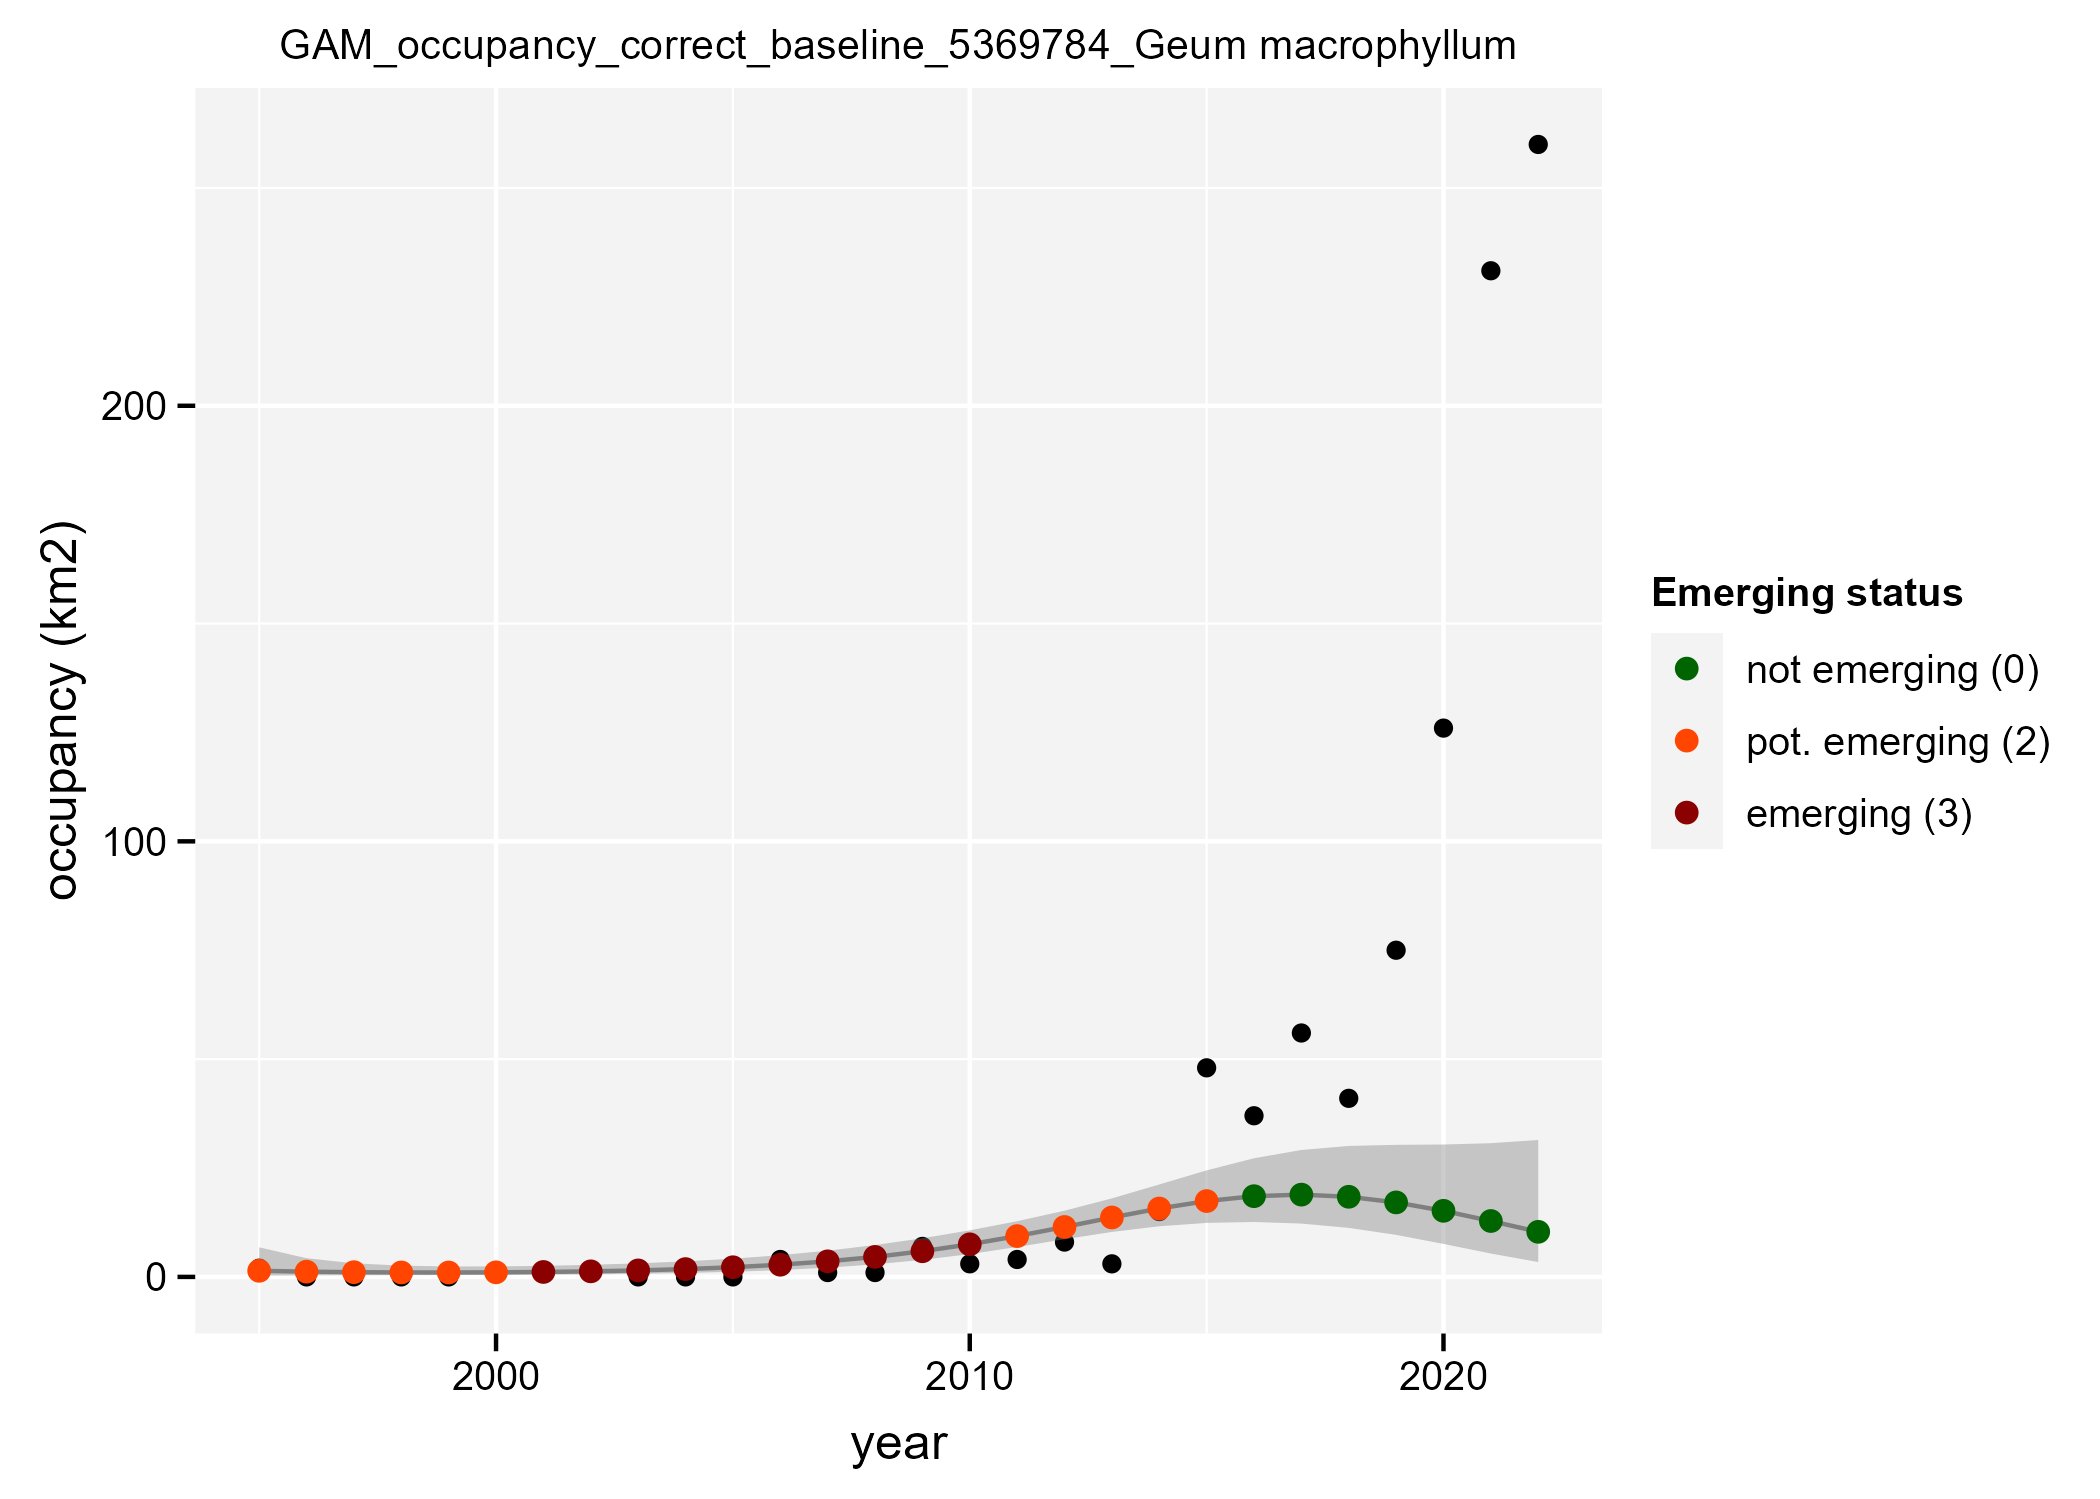 GAM_occupancy_correct_baseline_5369784_Geum macrophyllum
occupancy (km2)
200
100
0
2000
2010
2020
year
Emerging status
not emerging (0)
pot. emerging (2)
emerging (3)